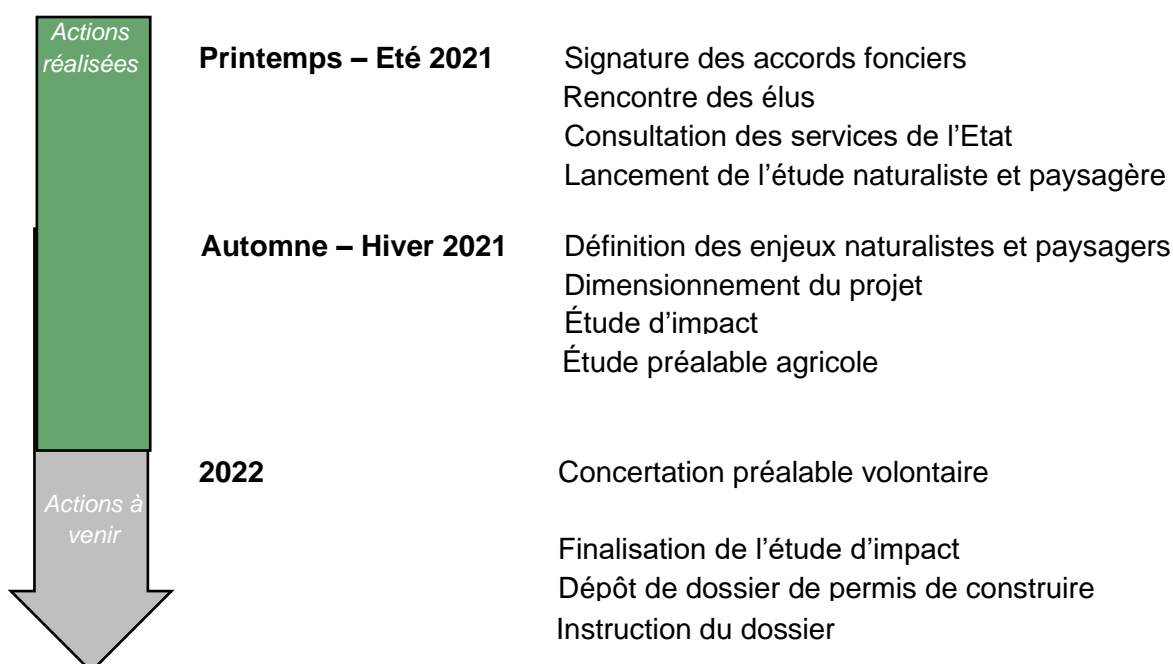 Actions
réalisées
Printemps – Eté 2021 Signature des accords fonciers
Rencontre des élus
Consultation des services de l’Etat
Lancement de l’étude naturaliste et paysagère
Automne – Hiver 2021 Définition des enjeux naturalistes et paysagers
Dimensionnement du projet
Étude d’impact
Étude préalable agricole
2022 Concertation préalable volontaire
Actions à
venir
Finalisation de l’étude d’impact
Dépôt de dossier de permis de construire
Instruction du dossier